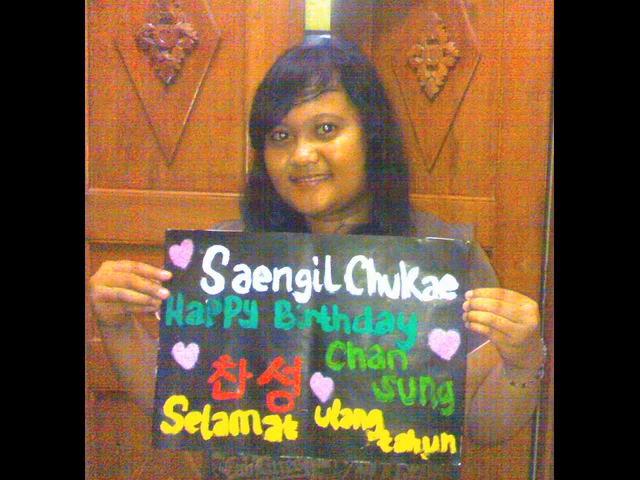 Saengil Chukae
Happy Birthday
Chan
찬성 sung
Selamat ulang
tahun